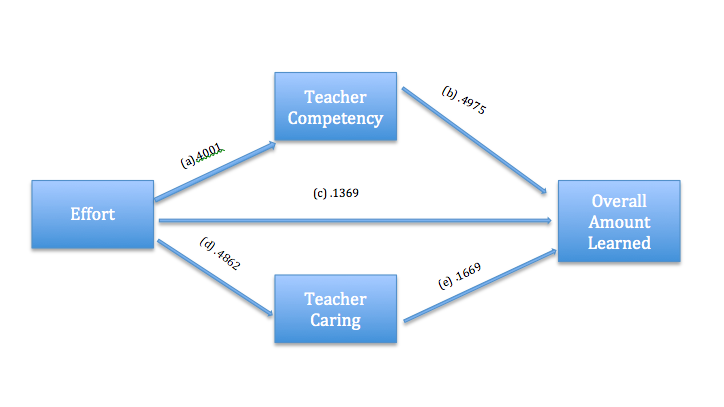 Teacher
Competency
(b) .4975
(a).4001
(c) .1369
Effort
Overall
Amount
Learned
(d) .4862
(e) .1669
Teacher
Caring